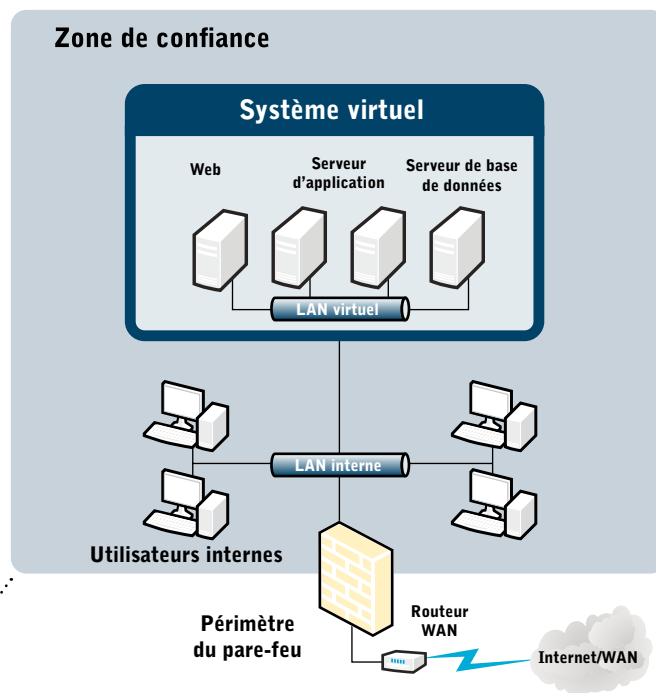 Zone de confiance
Système virtuel
Web
Serveur
d’application
Serveur de base
de données
LAN virtuel
LAN interne
Utilisateurs internes
Périmètre
du pare-feu
Routeur
WAN
Internet/WAN